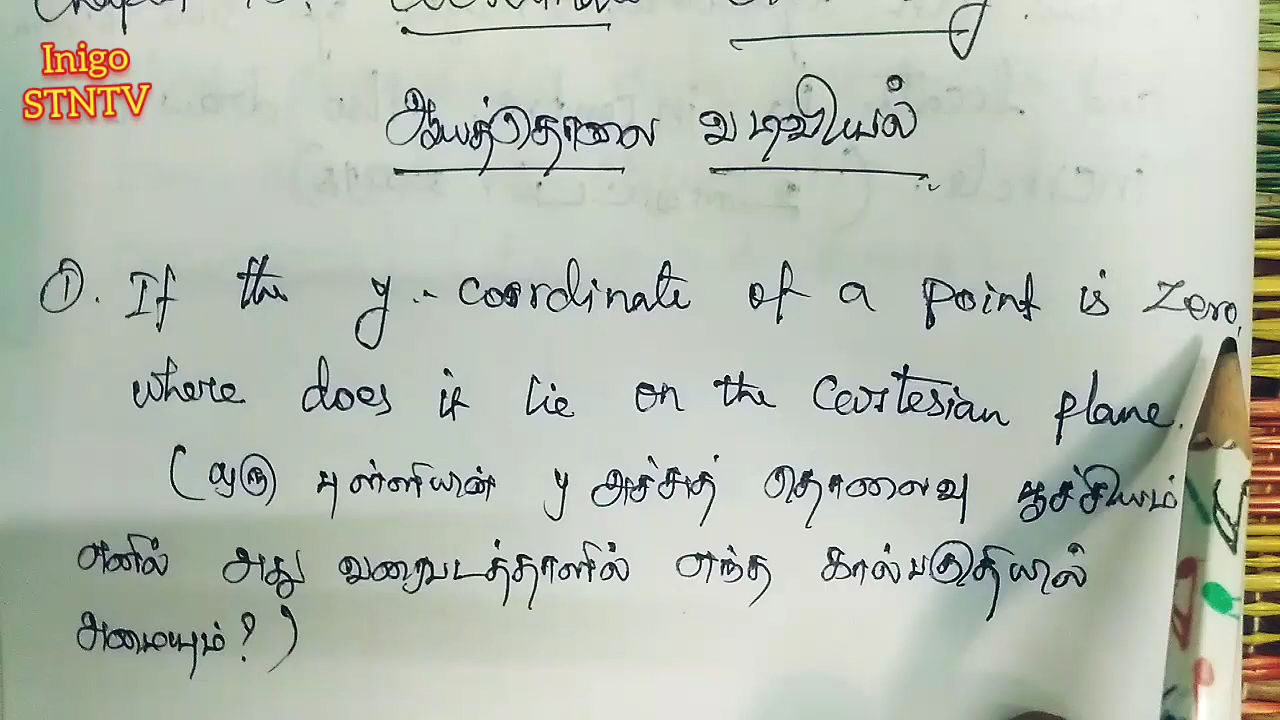 Inigo
STNTV
ஆயத்தொலை வடிவியல்
①. If the y-coordinate of a point is zero,
where does it lie on the Cartesian plane.
(ஒரு புள்ளியின் y அச்சுத் தொலைவு பூச்சியம்
எனில் அது வரைபடத்தாளில் எந்த கால்பகுதியில்
அமையும்?)